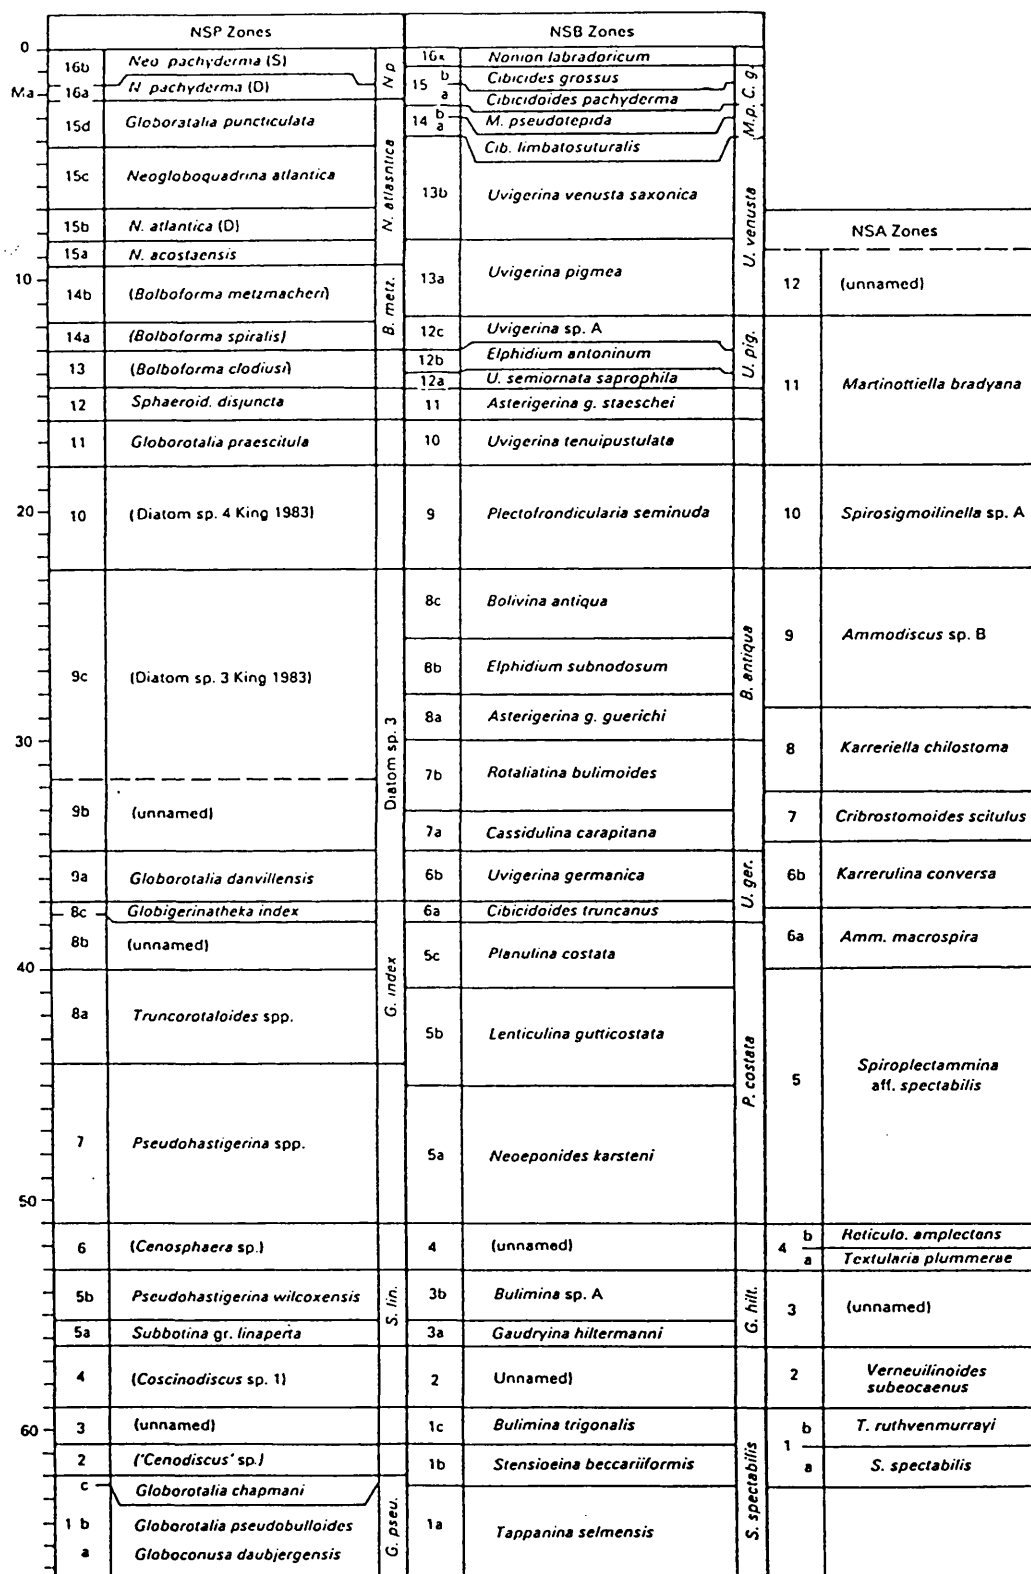 NSP Zones
NSB Zones
0
Ma
10
20
30
40
50
60
16b Neo. pachyderma (S)
16a N. pachyderma (D)
15d Globoratalia puncticulata
15c Neogloboquadrina atlantica
15b N. atlantica (D)
15a N. acostaensis
14b (Bolboforma metzmacheri)
14a (Bolboforma spiralis)
13 (Bolboforma clodiusi)
12 Sphaeroid. disjuncta
11 Globorotalia praescitula
10 (Diatom sp. 4 King 1983)
9c (Diatom sp. 3 King 1983)
9b (unnamed)
9a Globorotalia danvillensis
8c Globigerinatheka index
8b (unnamed)
8a Truncorotaloides spp.
7 Pseudohastigerina spp.
6 (Cenosphaera sp.)
5b Pseudohastigerina wilcoxensis
5a Subbotina gr. linaperta
4 (Coscinodiscus sp. 1)
3 (unnamed)
2 ('Cenodiscus' sp.)
c Globorotalia chapmani
1 b Globorotalia pseudobulloides
a Globoconusa daubjergensis
N p
N. atlasntica
B. metz.
Diatom sp. 3
G. index
S. lin.
G. pseu.
16x Nonion labradoricum
15 b Cibicides grossus
a Cibicidoides pachyderma
14 b M. pseudotepida
a Cib. limbatosuturalis
13b Uvigerina venusta saxonica
13a Uvigerina pigmea
12c Uvigerina sp. A
12b Elphidium antoninum
12a U. semiornata saprophila
11 Asterigerina g. staeschei
10 Uvigerina tenuipustulata
9 Plectofrondicularia seminuda
8c Bolivina antiqua
8b Elphidium subnodosum
8a Asterigerina g. guerichi
7b Rotaliatina bulimoides
7a Cassidulina carapitana
6b Uvigerina germanica
6a Cibicidoides truncanus
5c Planulina costata
5b Lenticulina gutticostata
5a Neoeponides karsteni
4 (unnamed)
3b Bulimina sp. A
3a Gaudryina hiltermanni
2 Unnamed)
1c Bulimina trigonalis
1b Stensioeina beccariiformis
1a Tappanina selmensis
C. g.
M.p.
U. venusta
U. pig.
B. antiqua
U. ger.
P. costata
G. hilt.
S. spectabilis
NSA Zones
12 (unnamed)
11 Martinottiella bradyana
10 Spirosigmoilinella sp. A
9 Ammodiscus sp. B
8 Karreriella chilostoma
7 Cribrostomoides scitulus
6b Karrerulina conversa
6a Amm. macrospira
5 Spiroplectammina
aff. spectabilis
4 b Reticulo. amplectens
a Textularia plummerae
3 (unnamed)
2 Verneuilinoides
subeocaenus
1 b T. ruthvenmurrayi
a S. spectabilis